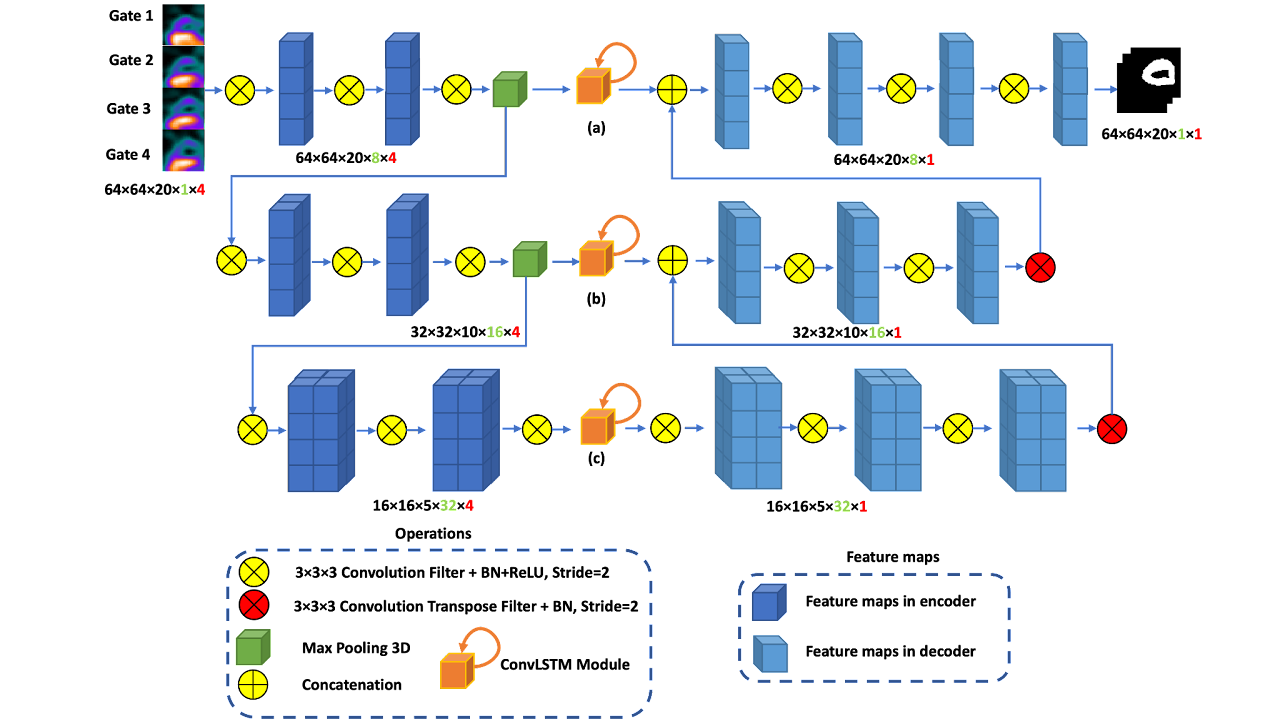 Gate 1
Gate 2
Gate 3
Gate 4
64×64×20×1×4
64×64×20×8×4
(a)
64×64×20×8×1
64×64×20×1×1
32×32×10×16×4
(b)
32×32×10×16×1
16×16×5×32×4
(c)
16×16×5×32×1
Operations
3×3×3 Convolution Filter + BN+ReLU, Stride=2
3×3×3 Convolution Transpose Filter + BN, Stride=2
Max Pooling 3D
ConvLSTM Module
Concatenation
Feature maps
Feature maps in encoder
Feature maps in decoder